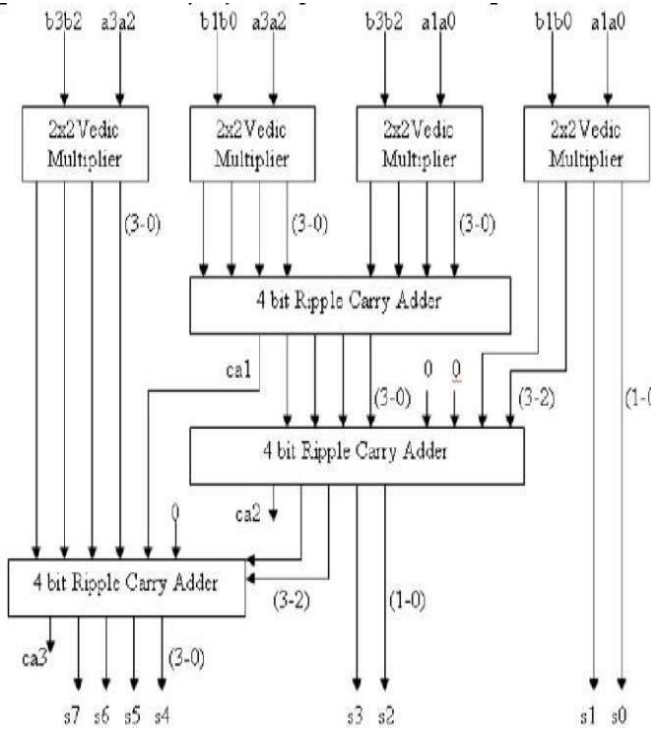 b3b2 a3a2 b1b0 a3a2 b3b2 a1a0 b1b0 a1a0
2x2 Vedic Multiplier
2x2 Vedic Multiplier
2x2 Vedic Multiplier
2x2 Vedic Multiplier
(3-0) (3-0) (3-0)
4 bit Ripple Carry Adder
ca1 (3-0) 0 0 (3-2) (1-0
4 bit Ripple Carry Adder
0 ca2
4 bit Ripple Carry Adder
(3-2) (1-0)
ca3 (3-0)
s7 s6 s5 s4 s3 s2 s1 s0